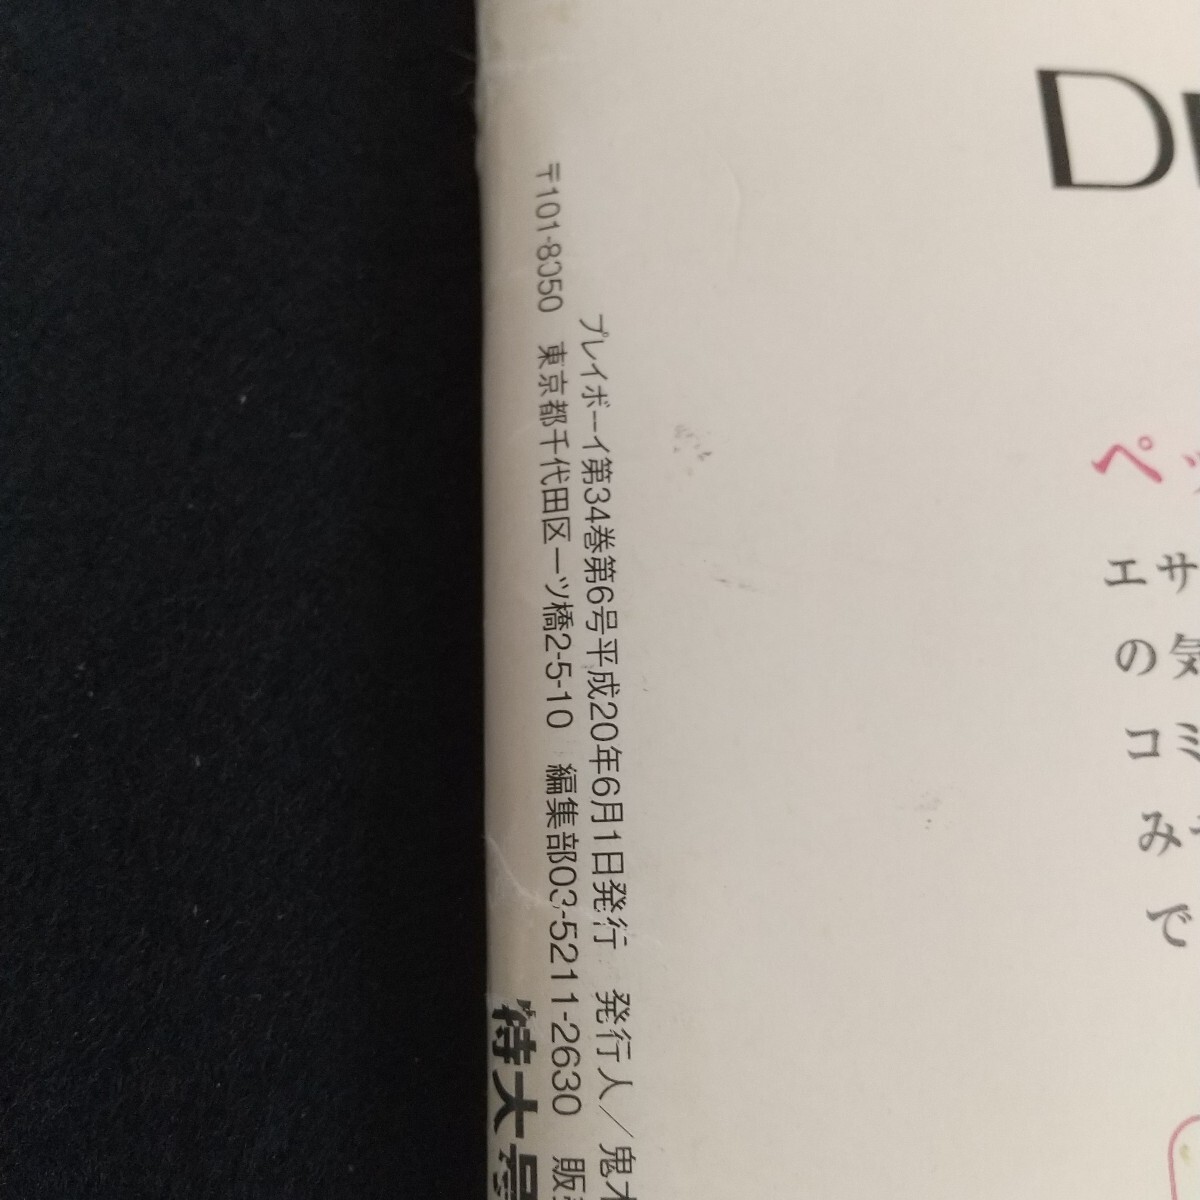 プレイボーイ第34巻第6号平成20年6月1日発行　発行人／鬼木
〒101-8050　東京都千代田区一ツ橋2-5-10　編集部03-5211-2630　販
特大号
D
ペッ
エサ
の気
コミ
み
で